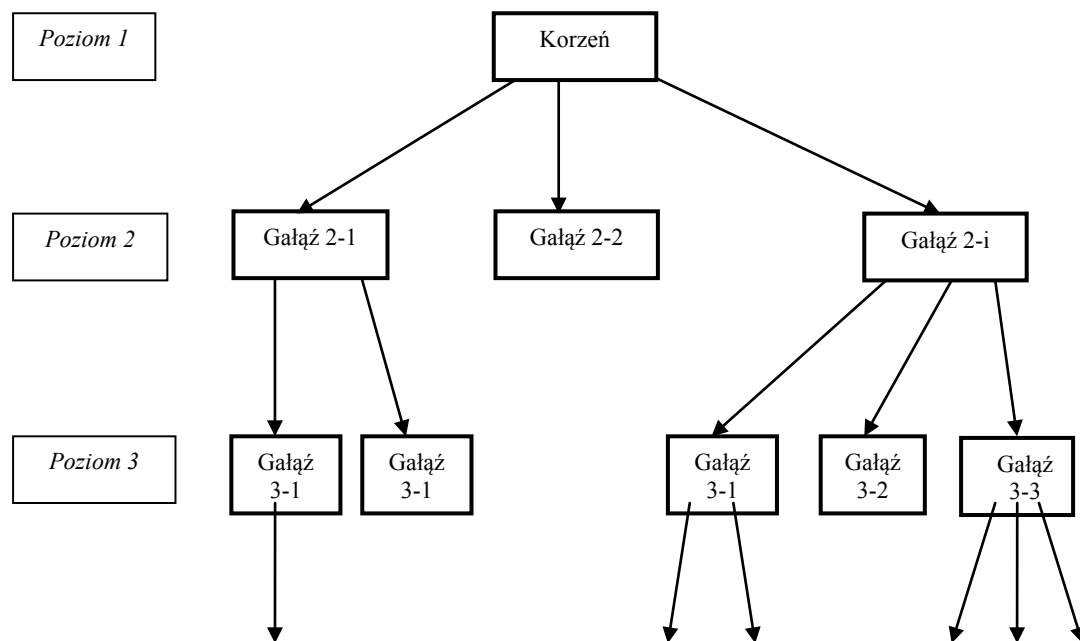 Poziom 1
Korzeń
Poziom 2
Gałąź 2-1
Gałąź 2-2
Gałąź 2-i
Poziom 3
Gałąź
3-1
Gałąź
3-1
Gałąź
3-1
Gałąź
3-2
Gałąź
3-3